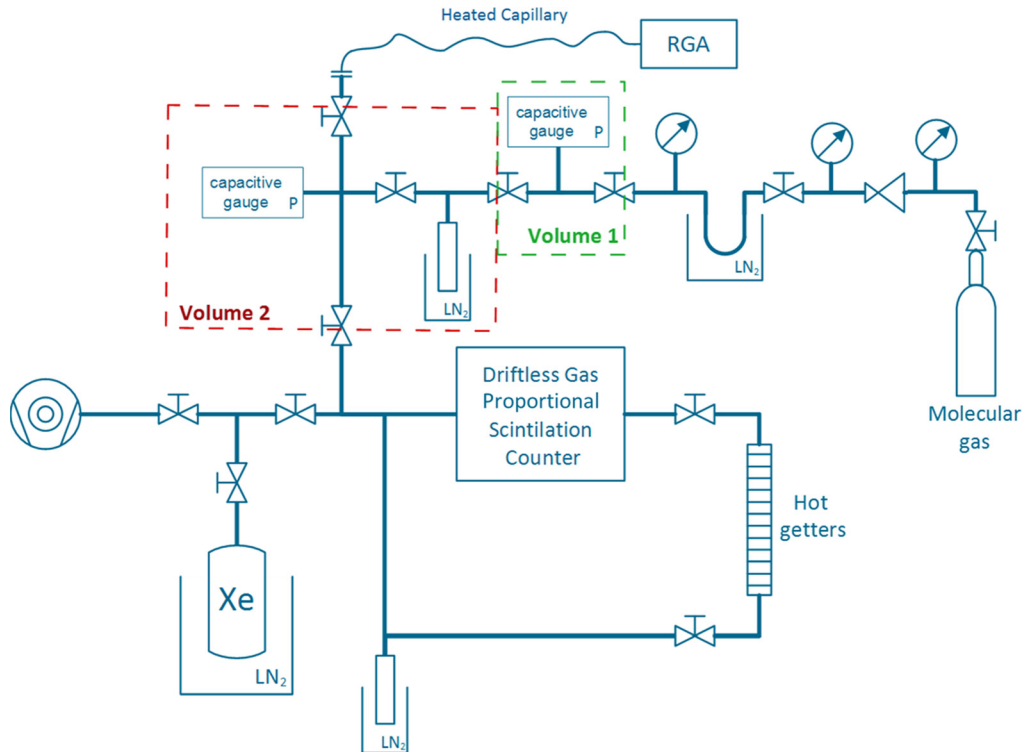 Heated Capillary
RGA
capacitive
gauge P
capacitive
gauge P
Volume 1
LN₂
LN₂
Volume 2
Driftless Gas
Proportional
Scintilation
Counter
Molecular
gas
Hot
getters
Xe
LN₂
LN₂